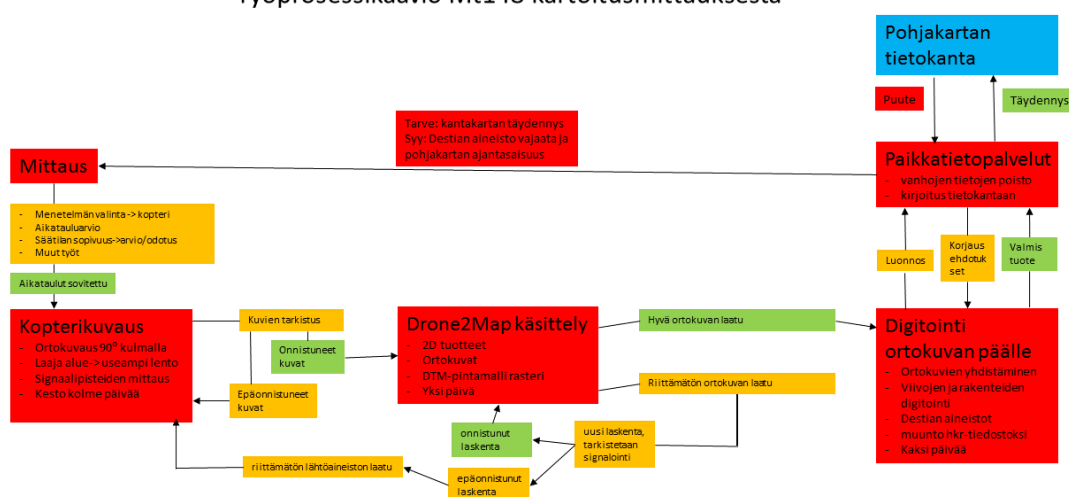 Työprosessikaavio Mt148 kartoitusmittauksesta
Pohjakartan
tietokanta
Puute
Täydennys
Tarve: kantakartan täydennys
Syy: Destian aineisto vajaata ja
pohjakartan ajantasaisuus
Mittaus
Paikkatietopalvelut
- vanhojen tietojen poisto
- kirjoitus tietokantaan
- Menetelmän valinta -> kopteri
- Aikatauluarvio
- Säätilan sopivuus->arvio/odotus
- Muut työt
Luonnos
Korjaus
ehdotuk
set
Valmis
tuote
Aikataulut sovitettu
Kopterikuvaus
- Ortokuvaus 90° kulmalla
- Laaja alue-> useampi lento
- Signaalipisteiden mittaus
- Kesto kolme päivää
Kuvien tarkistus
Onnistuneet
kuvat
Epäonnistuneet
kuvat
Drone2Map käsittely
- 2D tuotteet
- Ortokuvat
- DTM-pintamalli rasteri
- Yksi päivä
Hyvä ortokuvan laatu
Riittämätön ortokuvan laatu
Digitointi
ortokuvan päälle
- Ortokuvien yhdistäminen
- Viivojen ja rakenteiden
digitointi
- Destian aineistot
- muunto hkr-tiedostoksi
- Kaksi päivää
onnistunut
laskenta
uusi laskenta,
tarkistetaan
signalointi
riittämätön lähtöaineiston laatu
epäonnistunut
laskenta